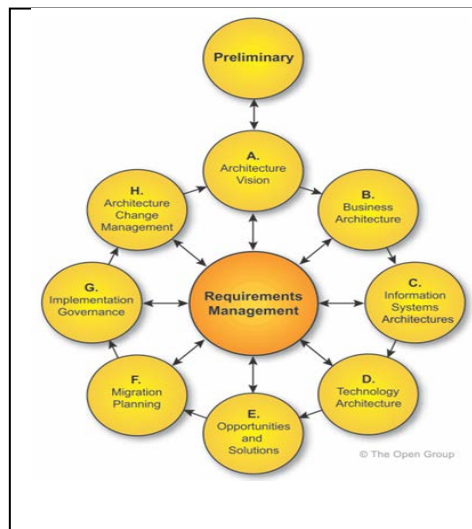 Preliminary
A.
Architecture
Vision
H.
Architecture
Change
Management
B.
Business
Architecture
G.
Implementation
Governance
Requirements
Management
C.
Information
Systems
Architectures
F.
Migration
Planning
D.
Technology
Architecture
E.
Opportunities
and
Solutions
© The Open Group